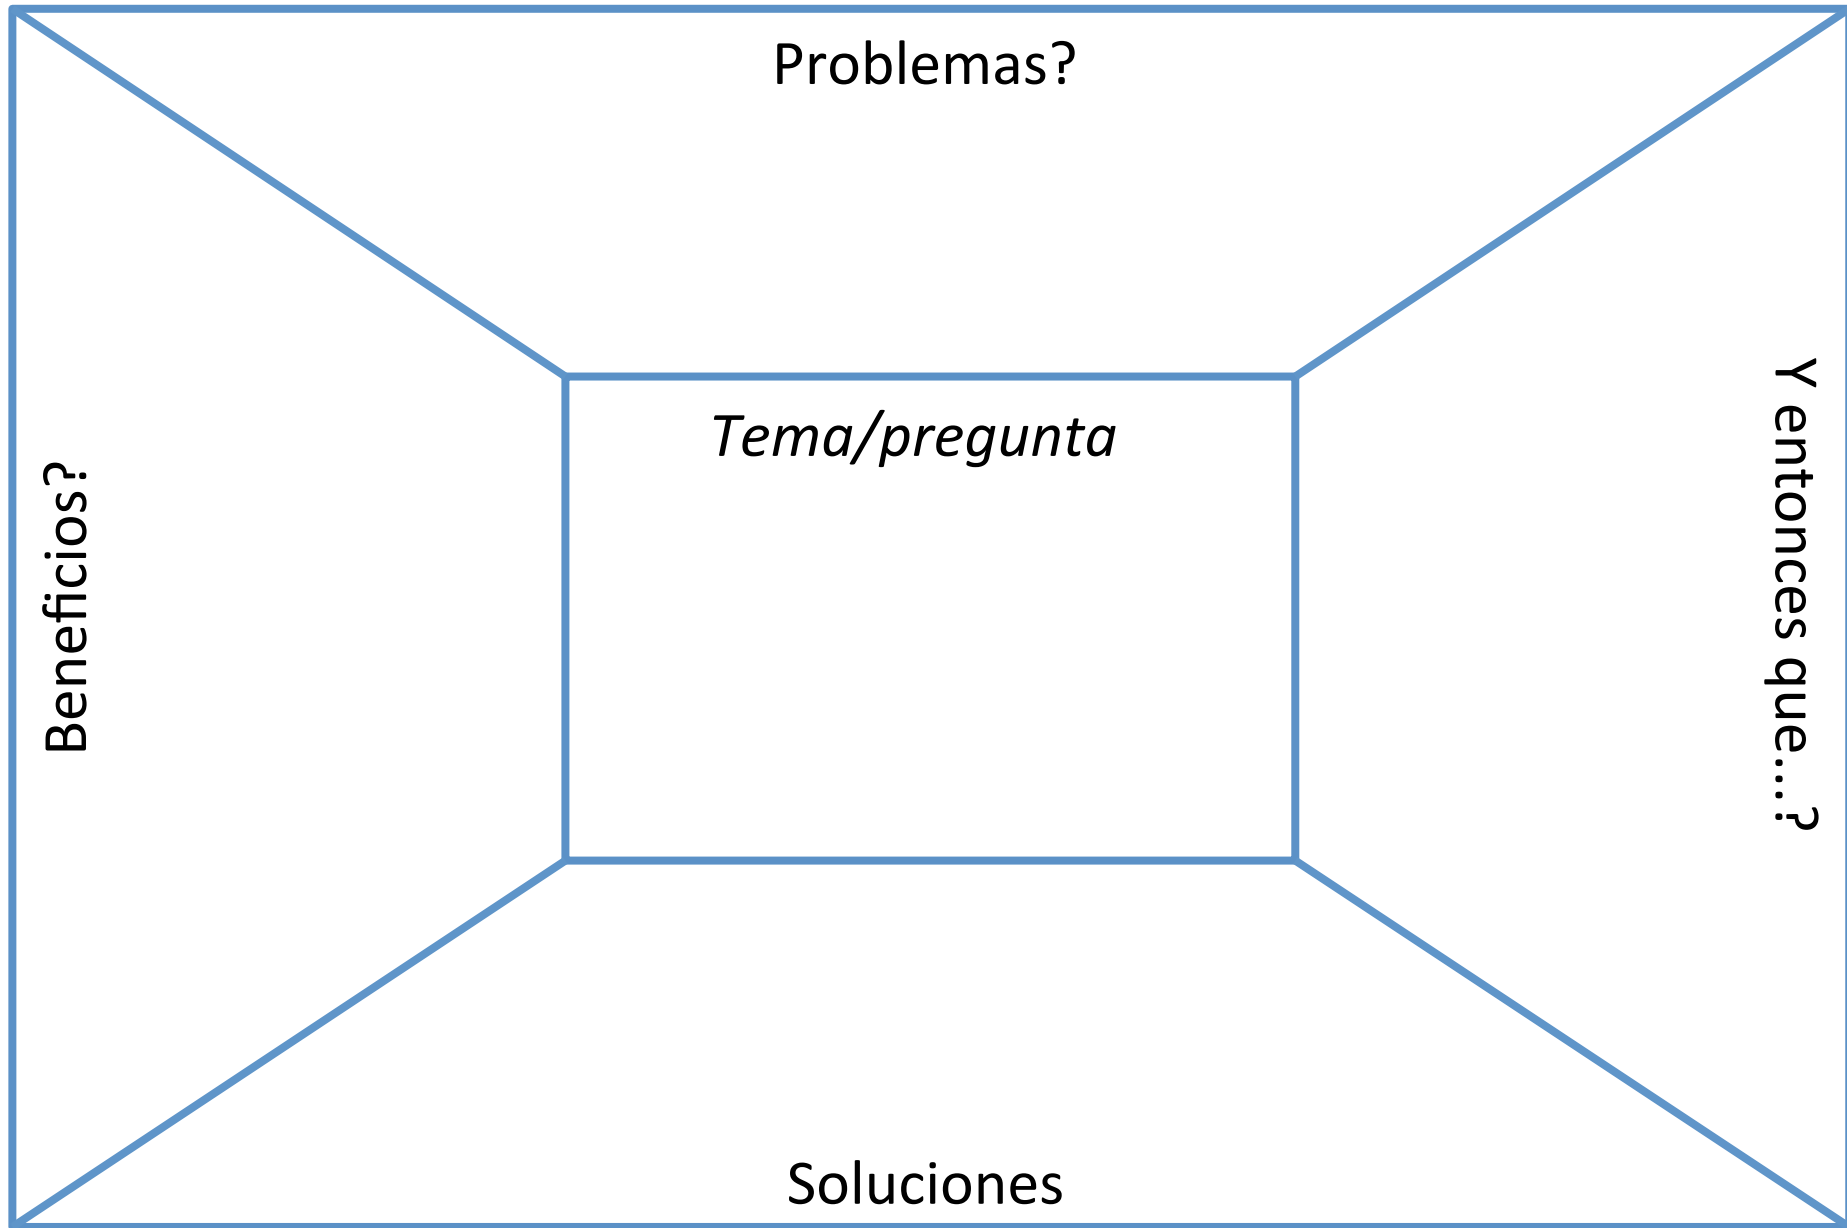 Problemas?
Beneficios?
Tema/pregunta
Y entonces que...?
Soluciones